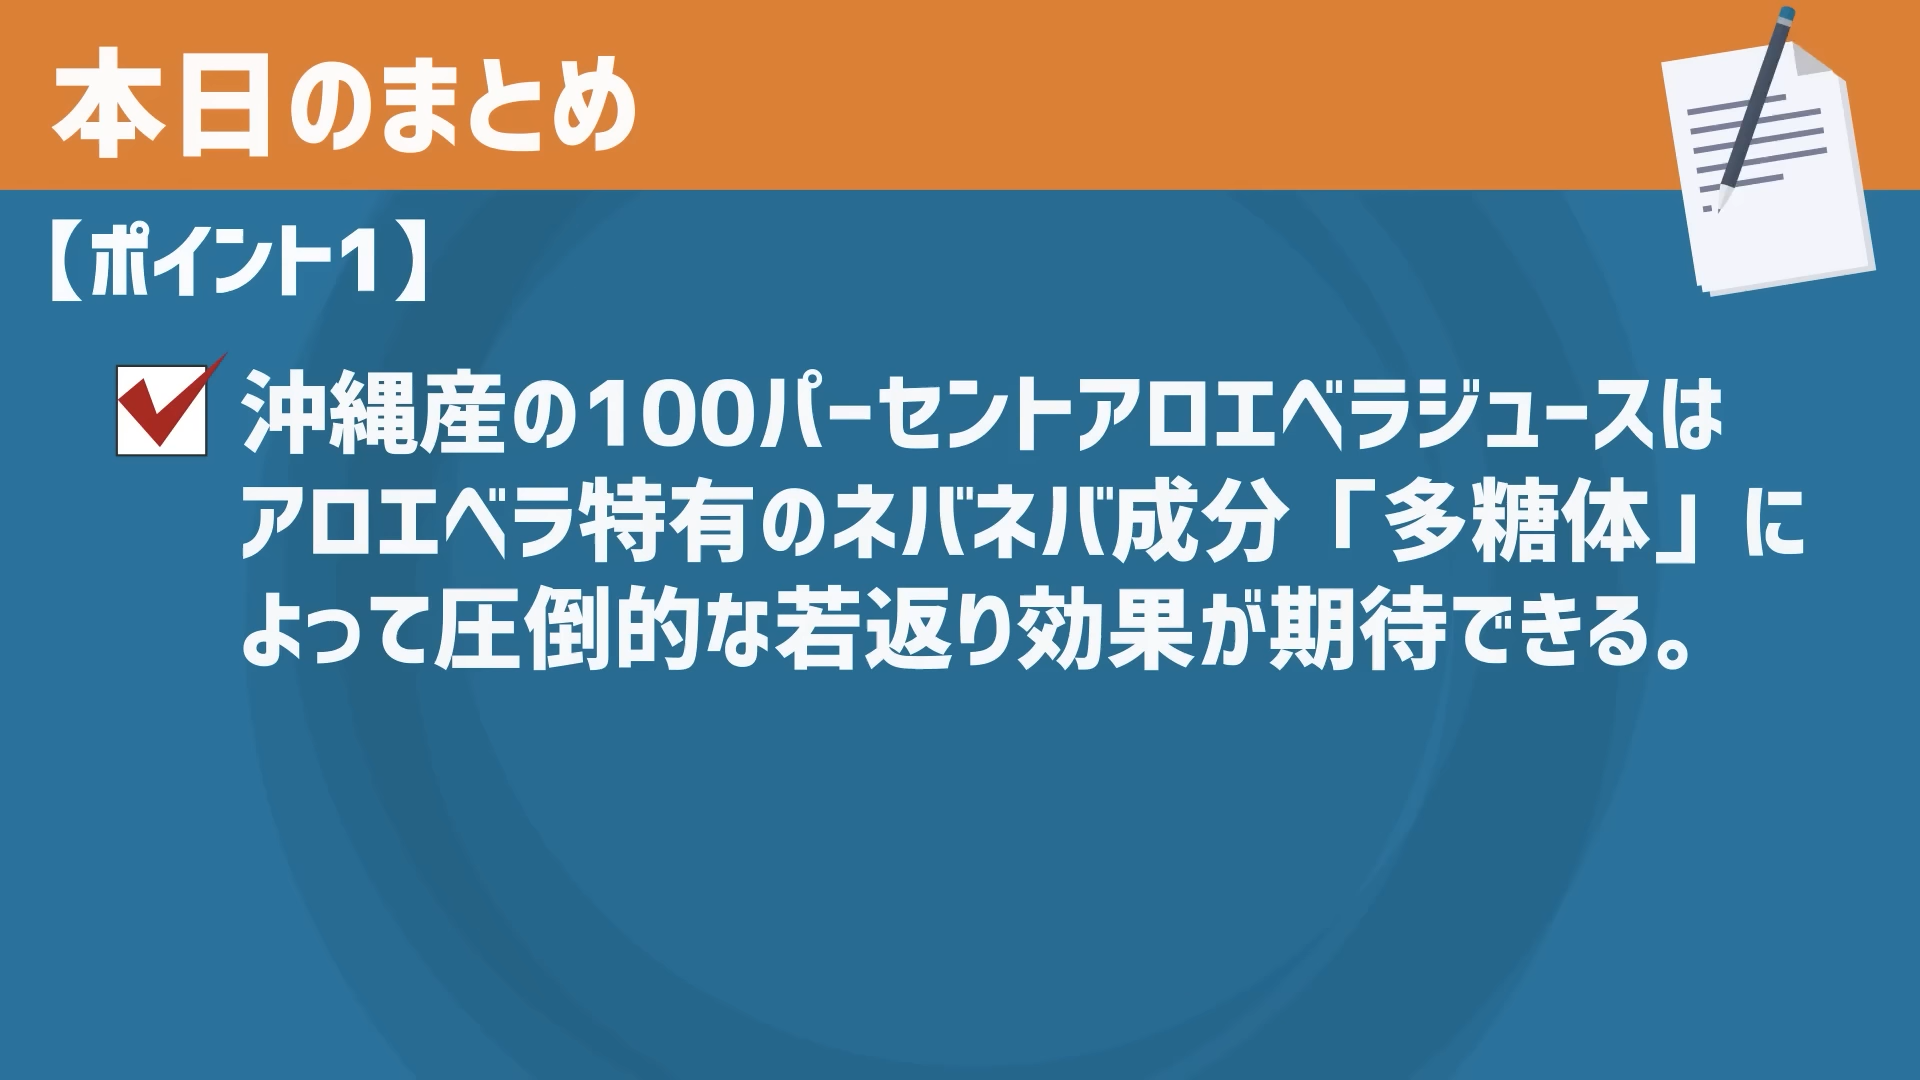 本日のまとめ
【ポイント1】
沖縄産の100パーセントアロエベラジュースは
アロエベラ特有のネバネバ成分「多糖体」に
よって圧倒的な若返り効果が期待できる。